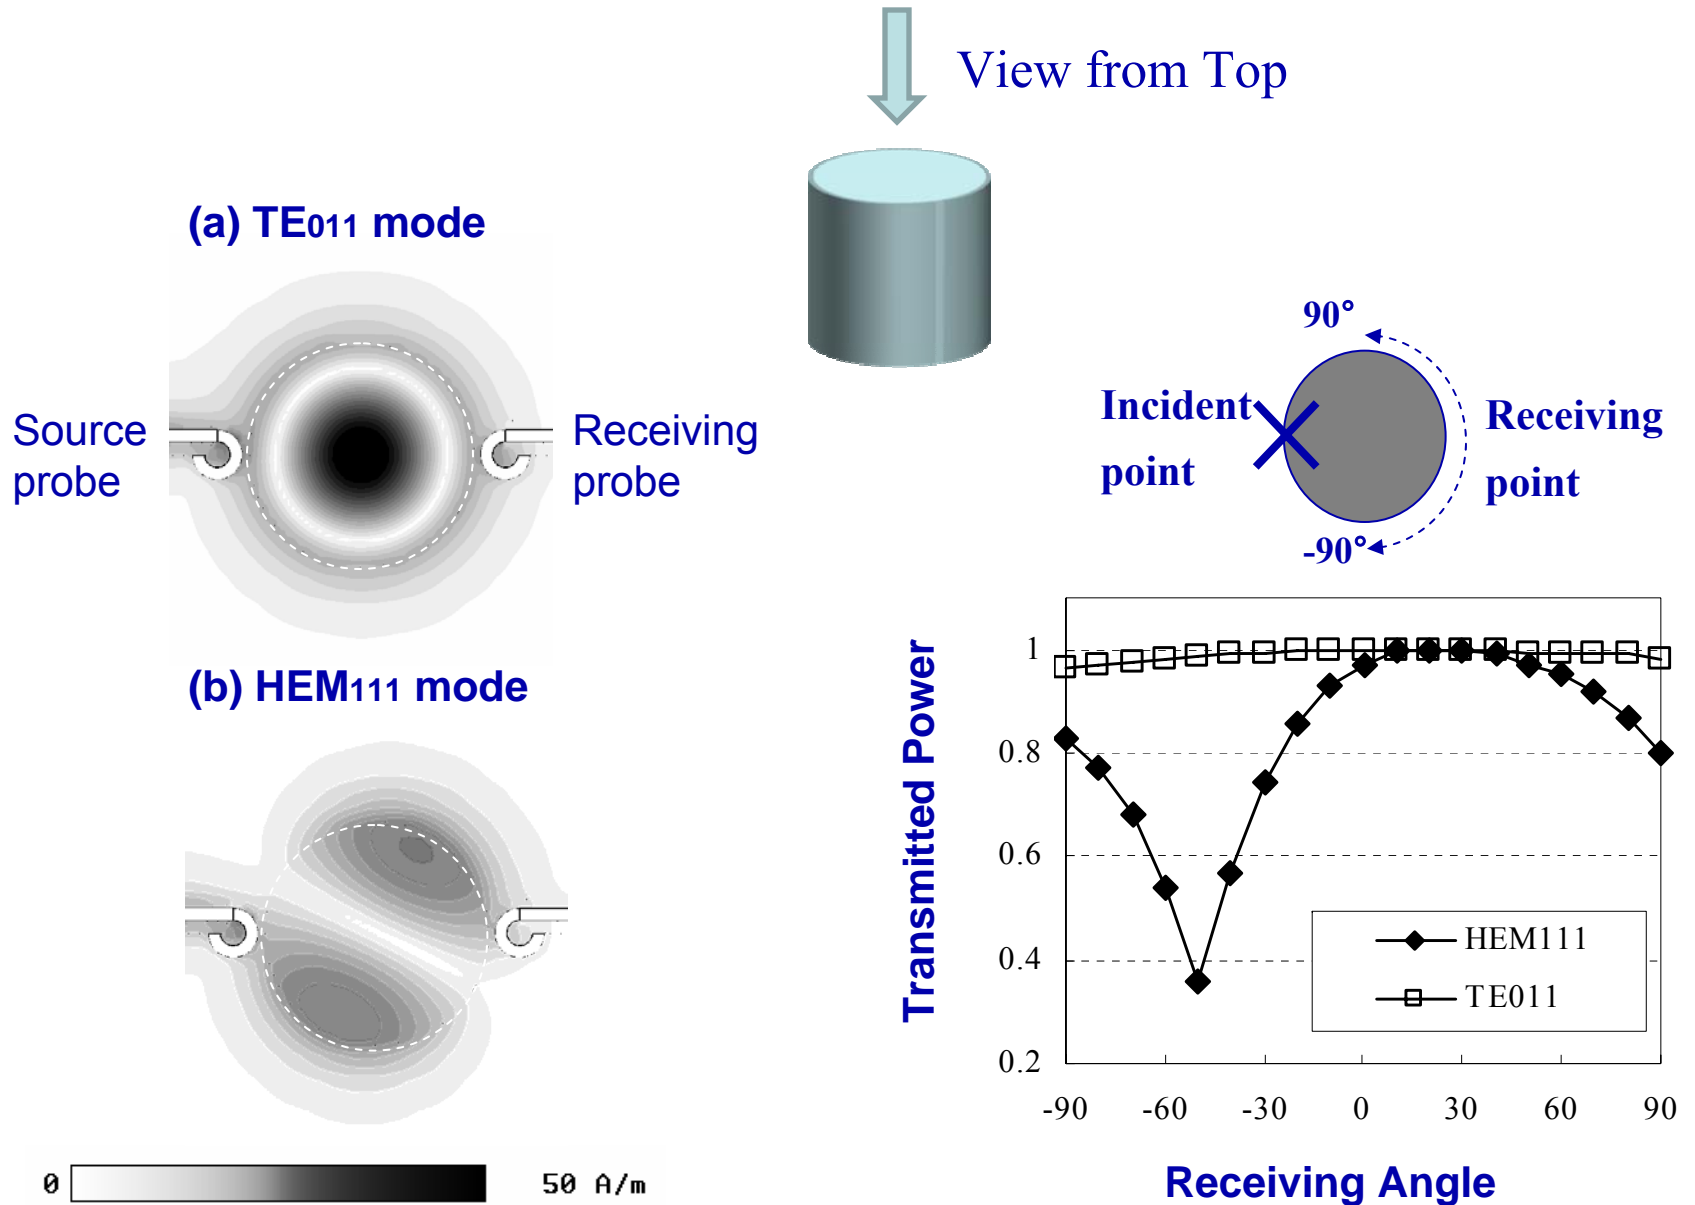 View from Top
(a) TE011 mode
Source
probe
Receiving
probe
(b) HEM111 mode
0
50 A/m
90°
Incident
point
Receiving
point
-90°
Transmitted Power
1
0.8
0.6
0.4
0.2
HEM111
TE011
-90 -60 -30 0 30 60 90
Receiving Angle